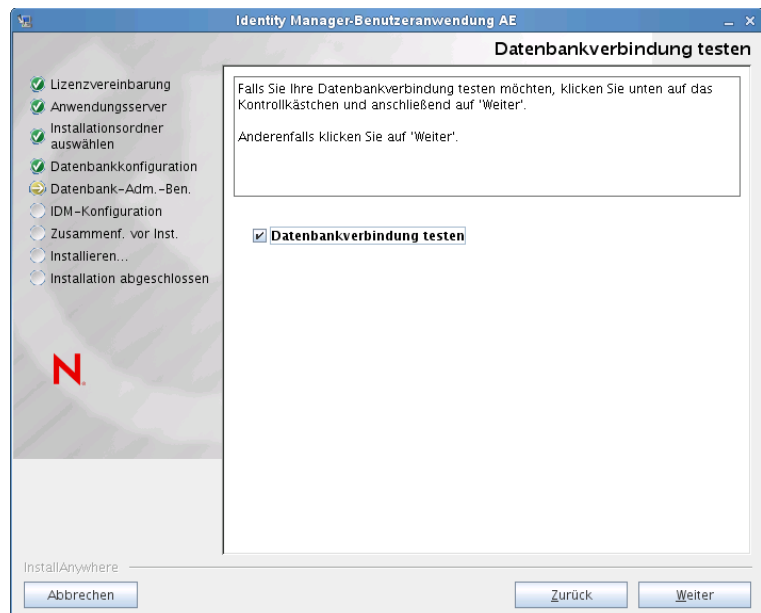 Identity Manager-Benutzeranwendung AE
Datenbankverbindung testen
Lizenzvereinbarung
Anwendungsserver
Installationsordner
auswählen
Datenbankkonfiguration
Datenbank-Adm.-Ben.
IDM-Konfiguration
Zusammenf. vor Inst.
Installieren...
Installation abgeschlossen
N
Falls Sie Ihre Datenbankverbindung testen möchten, klicken Sie unten auf das
Kontrollkästchen und anschließend auf 'Weiter'.
Anderenfalls klicken Sie auf 'Weiter'.
Datenbankverbindung testen
InstallAnywhere
Abbrechen
Zurück
Weiter